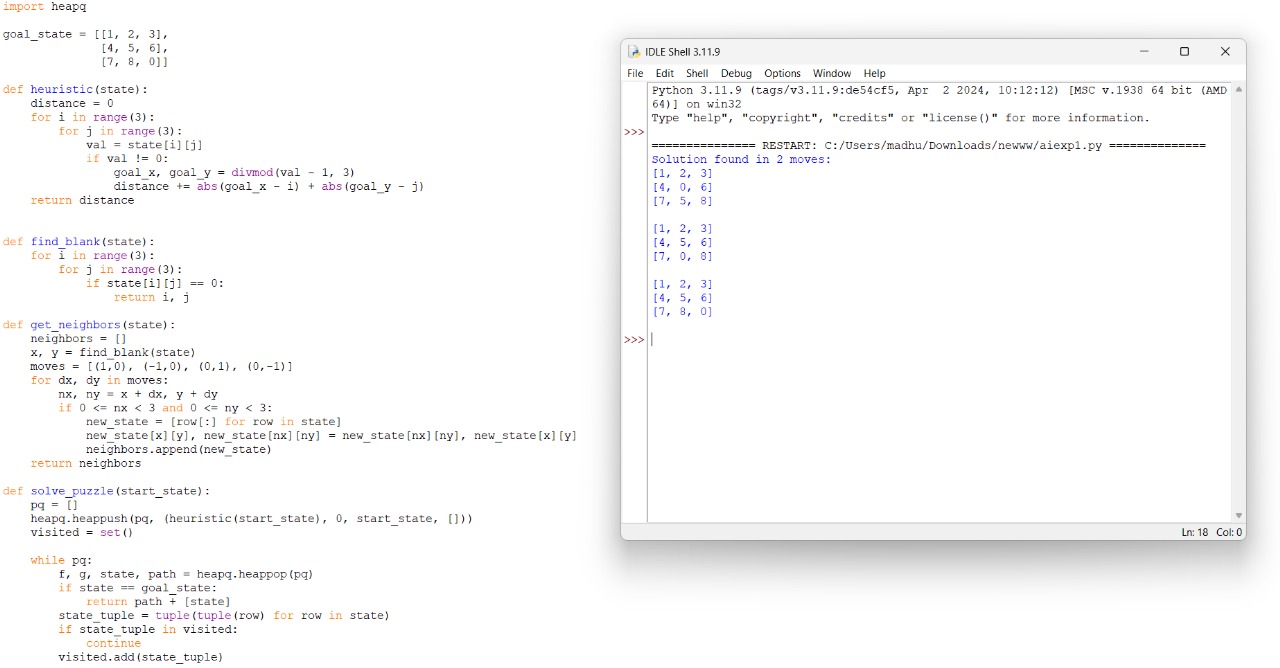 import heapq

goal_state = [[1, 2, 3],
              [4, 5, 6],
              [7, 8, 0]]

def heuristic(state):
    distance = 0
    for i in range(3):
        for j in range(3):
            val = state[i][j]
            if val != 0:
                goal_x, goal_y = divmod(val - 1, 3)
                distance += abs(goal_x - i) + abs(goal_y - j)
    return distance


def find_blank(state):
    for i in range(3):
        for j in range(3):
            if state[i][j] == 0:
                return i, j

def get_neighbors(state):
    neighbors = []
    x, y = find_blank(state)
    moves = [(1,0), (-1,0), (0,1), (0,-1)]
    for dx, dy in moves:
        nx, ny = x + dx, y + dy
        if 0 <= nx < 3 and 0 <= ny < 3:
            new_state = [row[:] for row in state]
            new_state[x][y], new_state[nx][ny] = new_state[nx][ny], new_state[x][y]
            neighbors.append(new_state)
    return neighbors

def solve_puzzle(start_state):
    pq = []
    heapq.heappush(pq, (heuristic(start_state), 0, start_state, []))
    visited = set()

    while pq:
        f, g, state, path = heapq.heappop(pq)
        if state == goal_state:
            return path + [state]
        state_tuple = tuple(tuple(row) for row in state)
        if state_tuple in visited:
            continue
        visited.add(state_tuple)
IDLE Shell 3.11.9
File Edit Shell Debug Options Window Help
Python 3.11.9 (tags/v3.11.9:de54cf5, Apr  2 2024, 10:12:12) [MSC v.1938 64 bit (AMD
64)] on win32
Type "help", "copyright", "credits" or "license()" for more information.
>>>
=============== RESTART: C:/Users/madhu/Downloads/newww/aiexp1.py ==============
Solution found in 2 moves:
[1, 2, 3]
[4, 0, 6]
[7, 5, 8]

[1, 2, 3]
[4, 5, 6]
[7, 0, 8]

[1, 2, 3]
[4, 5, 6]
[7, 8, 0]

>>>
Ln: 18 Col: 0